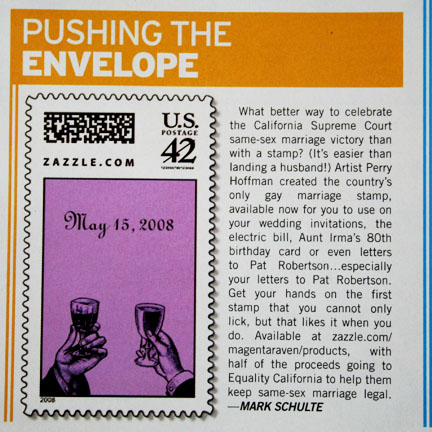 PUSHING THE
ENVELOPE
U.S.
POSTAGE
42
ZAZZLE.COM
May 15, 2008
2008
What better way to celebrate
the California Supreme Court
same-sex marriage victory than
with a stamp? (It's easier than
landing a husband!) Artist Perry
Hoffman created the country's
only gay marriage stamp,
available now for you to use on
your wedding invitations, the
electric bill, Aunt Irma's 80th
birthday card or even letters
to Pat Robertson...especially
your letters to Pat Robertson.
Get your hands on the first
stamp that you cannot only
lick, but that likes it when you
do. Available at zazzle.com/
magentaraven/products, with
half of the proceeds going to
Equality California to help them
keep same-sex marriage legal.
—MARK SCHULTE